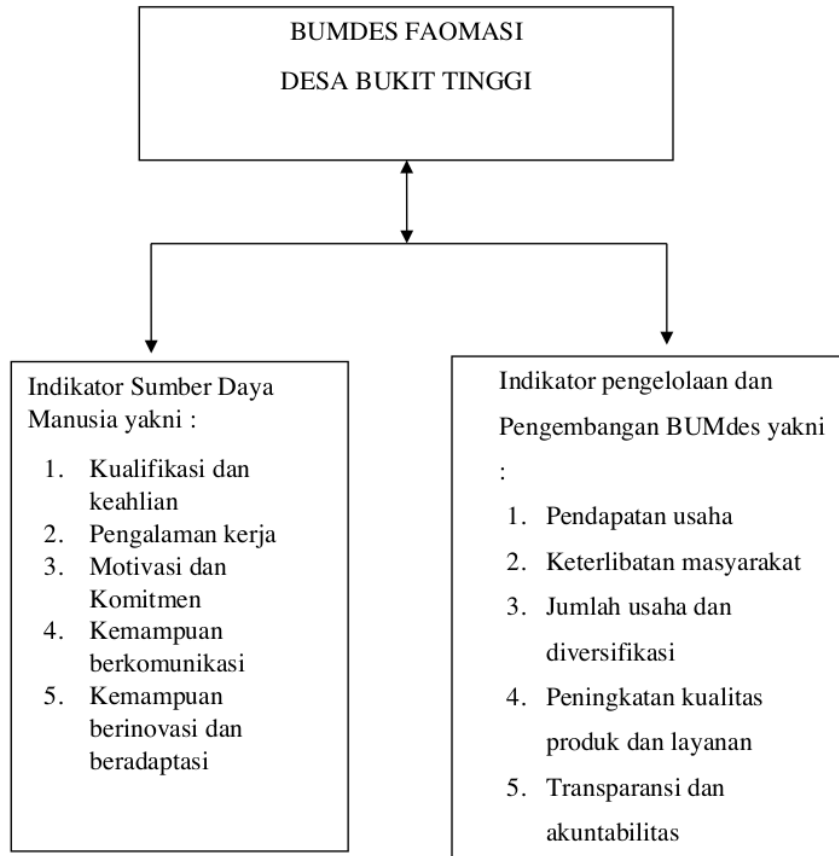 BUMDES FAOMASI
DESA BUKIT TINGGI
Indikator Sumber Daya
Manusia yakni :
1. Kualifikasi dan
keahlian
2. Pengalaman kerja
3. Motivasi dan
Komitmen
4. Kemampuan
berkomunikasi
5. Kemampuan
berinovasi dan
beradaptasi
Indikator pengelolaan dan
Pengembangan BUMdes yakni
:
1. Pendapatan usaha
2. Keterlibatan masyarakat
3. Jumlah usaha dan
diversifikasi
4. Peningkatan kualitas
produk dan layanan
5. Transparansi dan
akuntabilitas